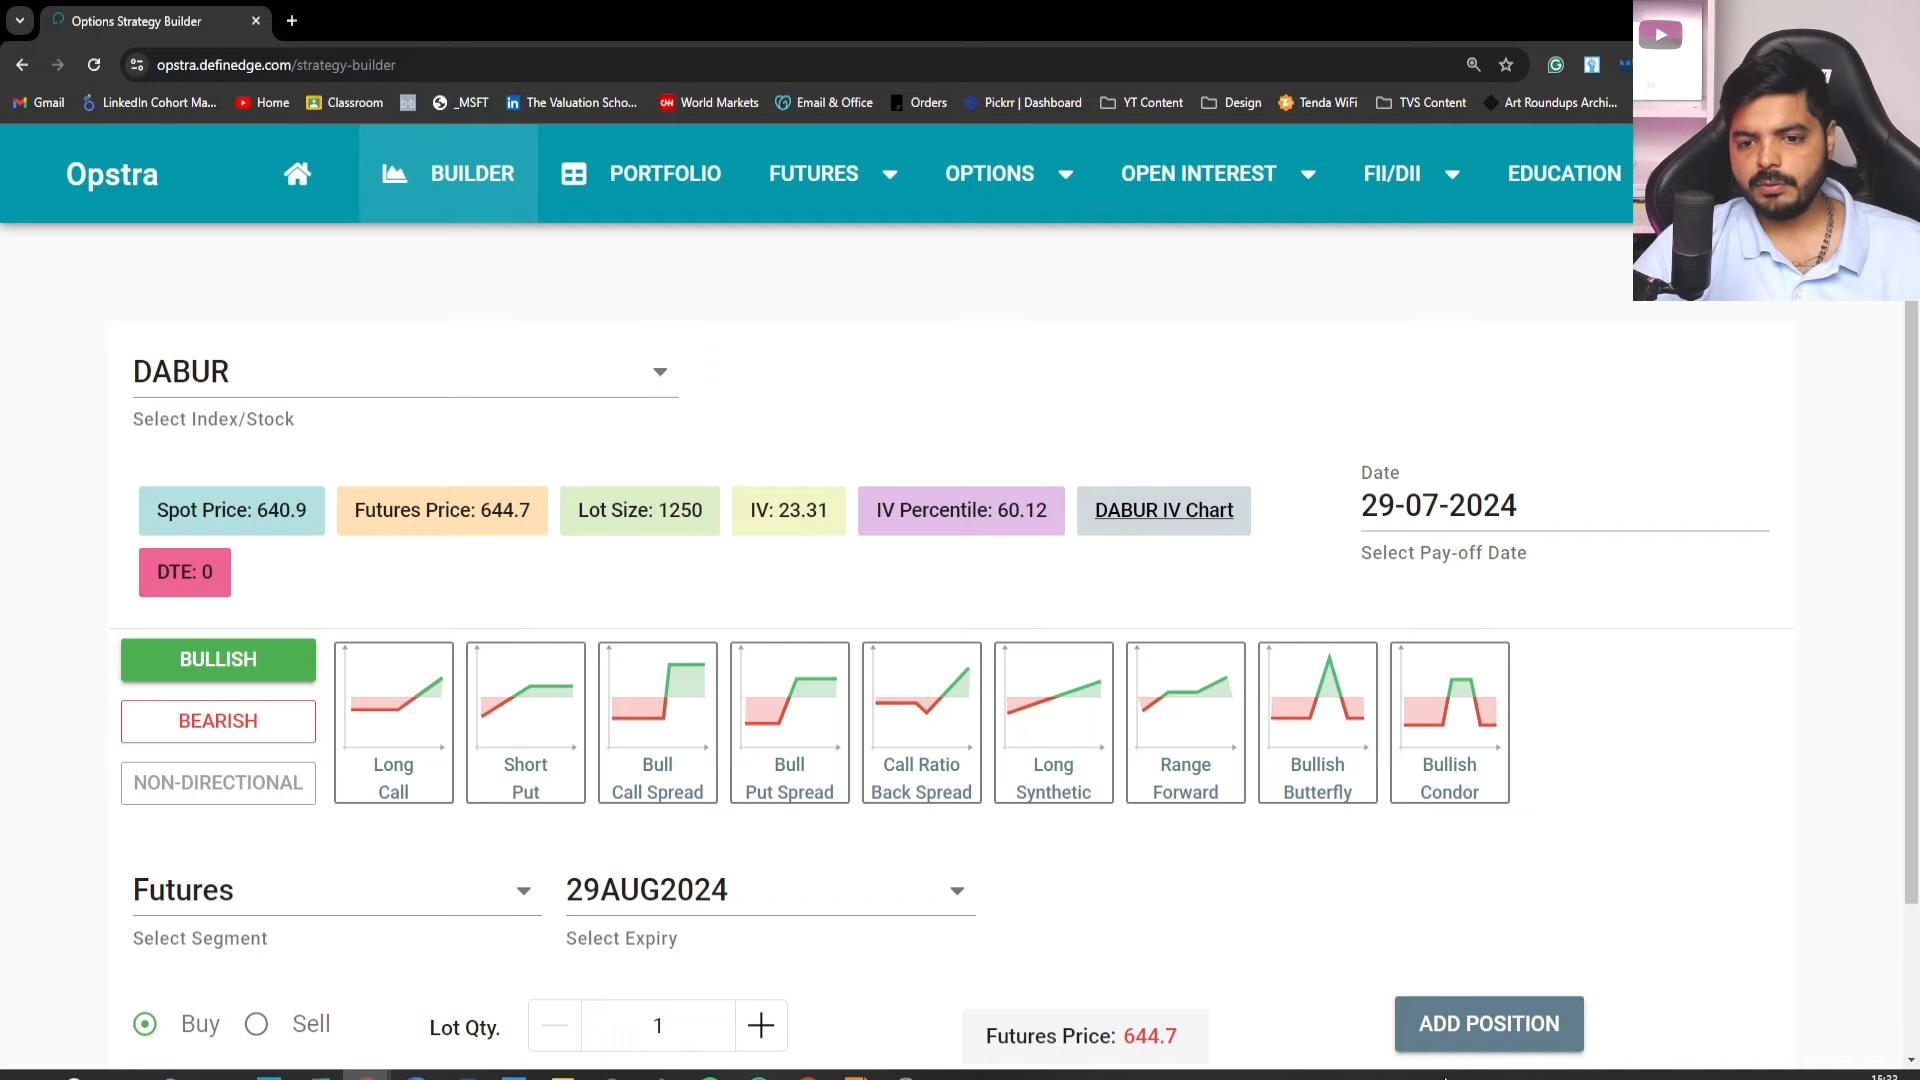 Options Strategy Builder
opstra.definedge.com/strategy-builder
Gmail LinkedIn Cohort Ma... Home Classroom _MSFT The Valuation Scho... World Markets Email & Office Orders Pickrr | Dashboard YT Content Design Tenda WiFi TVS Content Art Roundups Archi...
Opstra BUILDER PORTFOLIO FUTURES OPTIONS OPEN INTEREST FII/DII EDUCATION
DABUR
Select Index/Stock
Spot Price: 640.9 Futures Price: 644.7 Lot Size: 1250 IV: 23.31 IV Percentile: 60.12 DABUR IV Chart
DTE: 0
Date
29-07-2024
Select Pay-off Date
BULLISH
BEARISH
NON-DIRECTIONAL
Long Call
Short Put
Bull Call Spread
Bull Put Spread
Call Ratio Back Spread
Long Synthetic
Range Forward
Bullish Butterfly
Bullish Condor
Futures 29AUG2024
Select Segment Select Expiry
Buy Sell Lot Qty. 1 Futures Price: 644.7 ADD POSITION